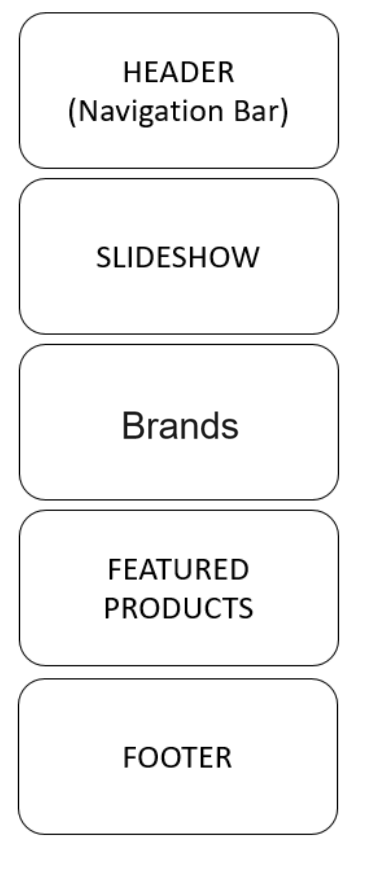 HEADER
(Navigation Bar)
SLIDESHOW
Brands
FEATURED
PRODUCTS
FOOTER